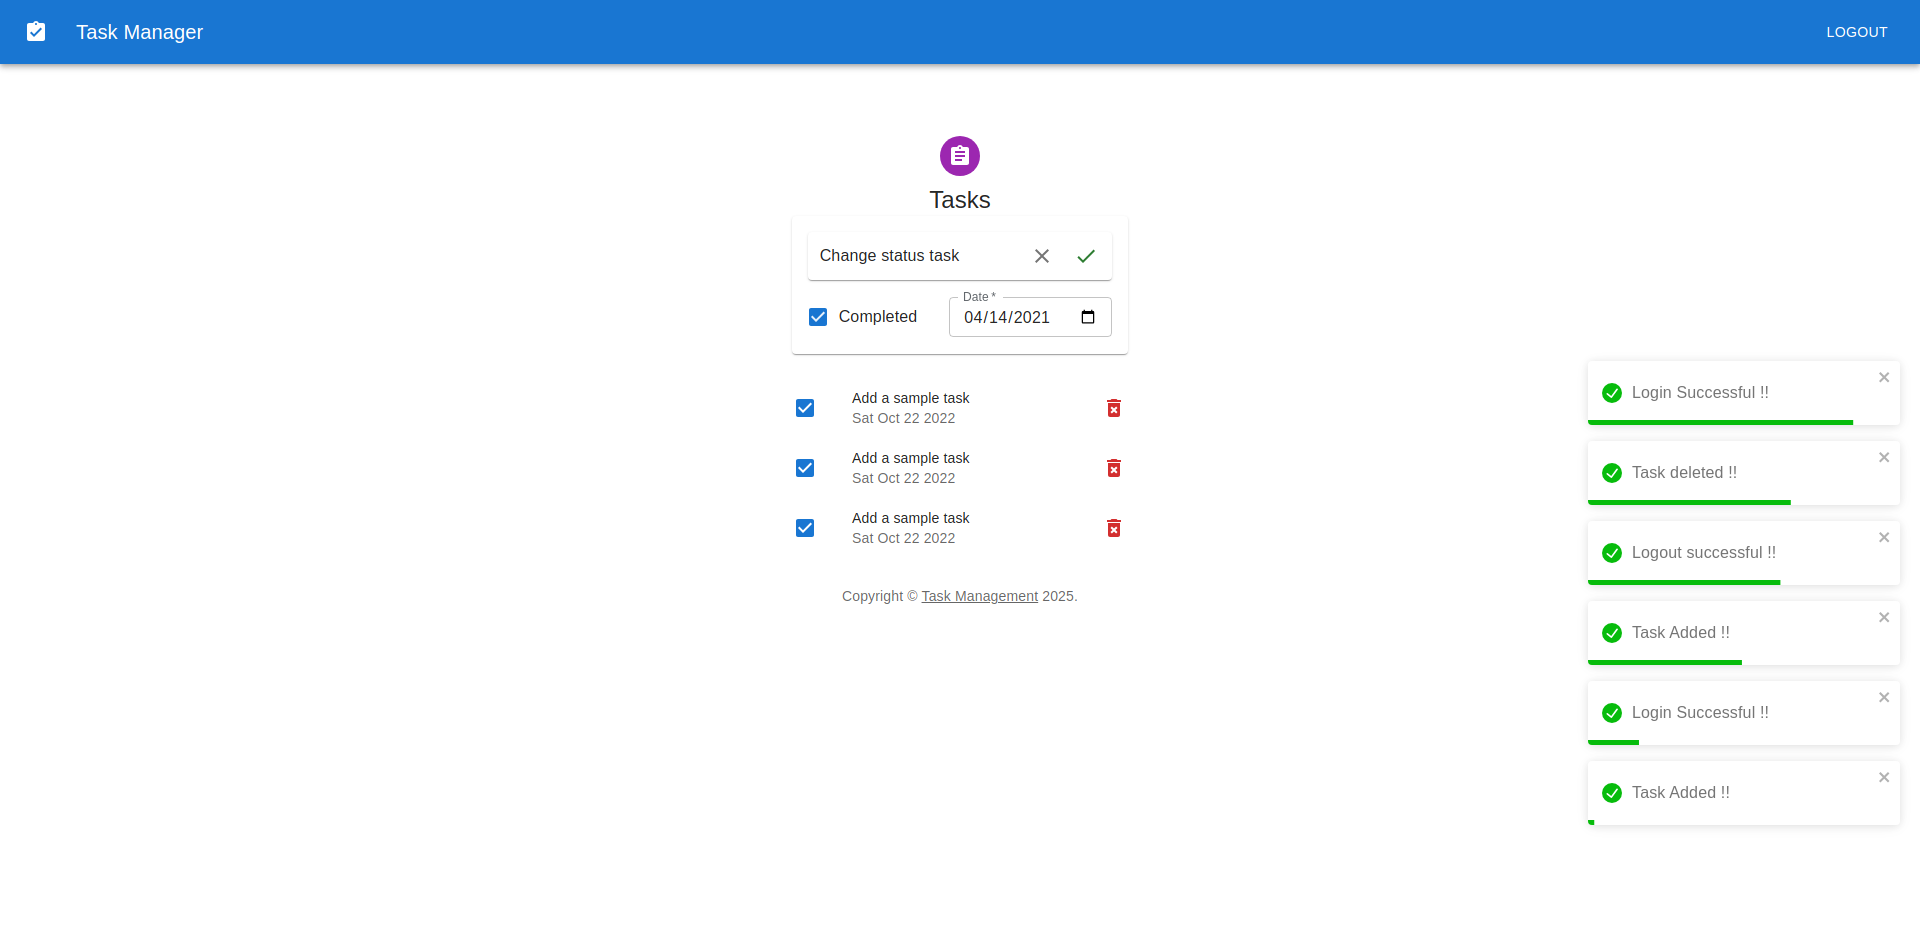 Task Manager
LOGOUT
Tasks
Change status task
Completed
Date *
04/14/2021
Add a sample task
Sat Oct 22 2022
Add a sample task
Sat Oct 22 2022
Add a sample task
Sat Oct 22 2022
Copyright © Task Management 2025.
Login Successful !!
Task deleted !!
Logout successful !!
Task Added !!
Login Successful !!
Task Added !!